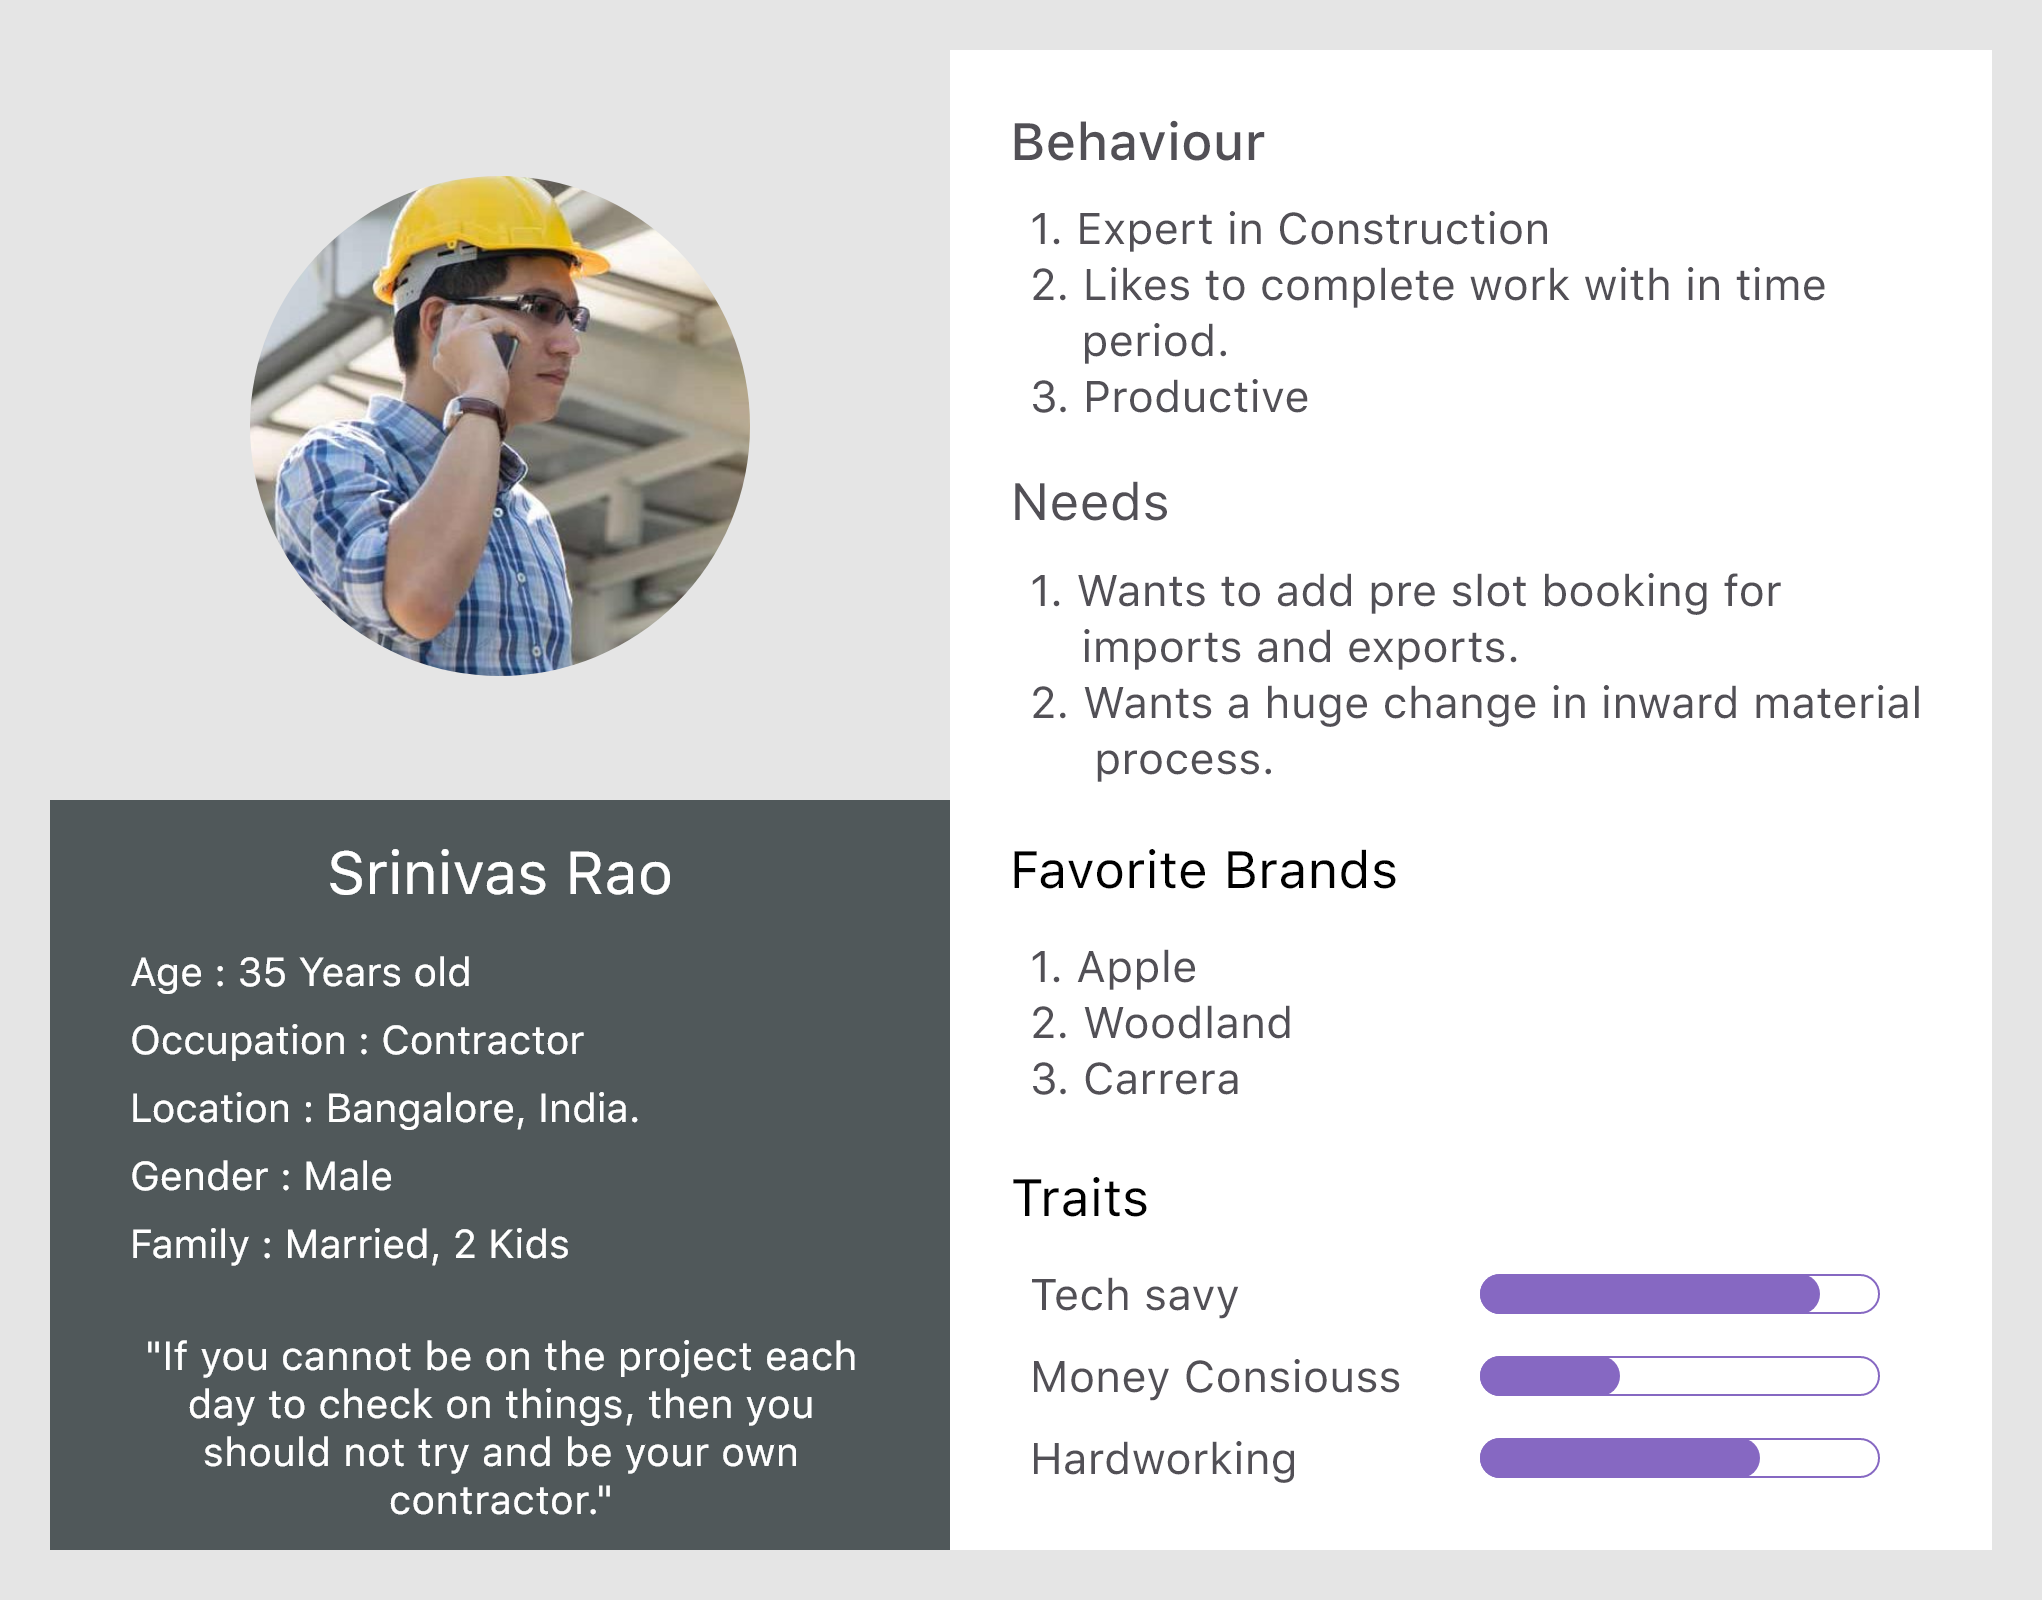 Srinivas Rao
Age : 35 Years old
Occupation : Contractor
Location : Bangalore, India.
Gender : Male
Family : Married, 2 Kids
"If you cannot be on the project each
day to check on things, then you
should not try and be your own
contractor."
Behaviour
1. Expert in Construction
2. Likes to complete work with in time
period.
3. Productive
Needs
1. Wants to add pre slot booking for
imports and exports.
2. Wants a huge change in inward material
process.
Favorite Brands
1. Apple
2. Woodland
3. Carrera
Traits
Tech savy
Money Consiouss
Hardworking